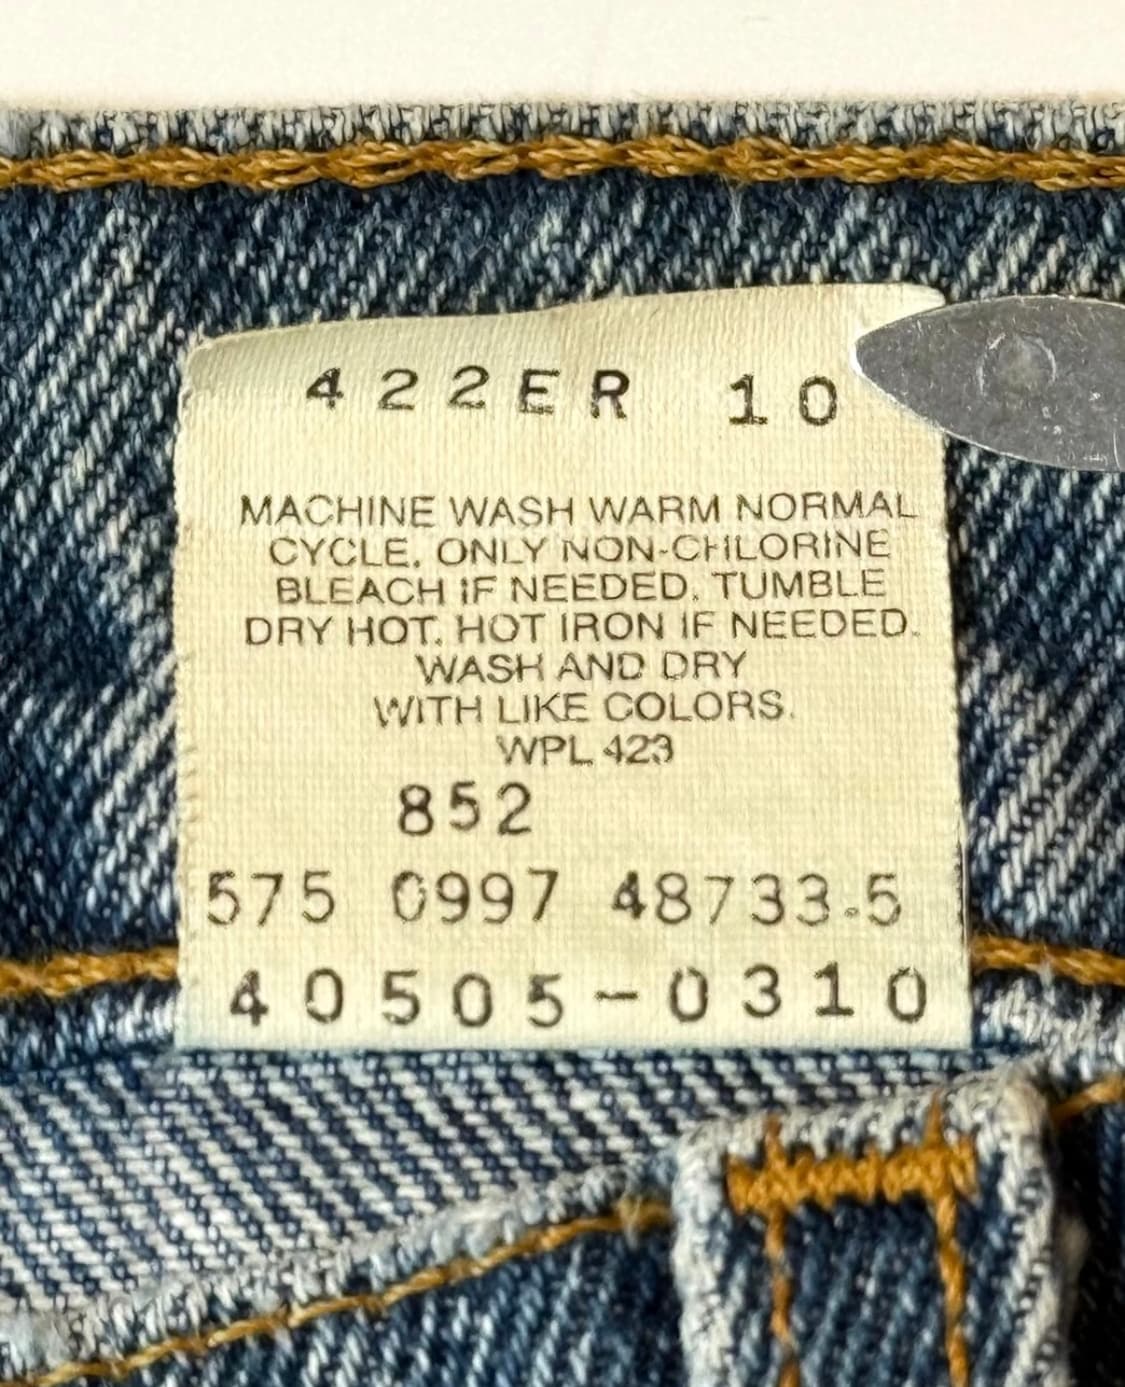 422ER 10
MACHINE WASH WARM NORMAL
CYCLE. ONLY NON-CHLORINE
BLEACH IF NEEDED. TUMBLE
DRY HOT. HOT IRON IF NEEDED.
WASH AND DRY
WITH LIKE COLORS.
WPL 423
852
575 0997 48733.5
40505-0310